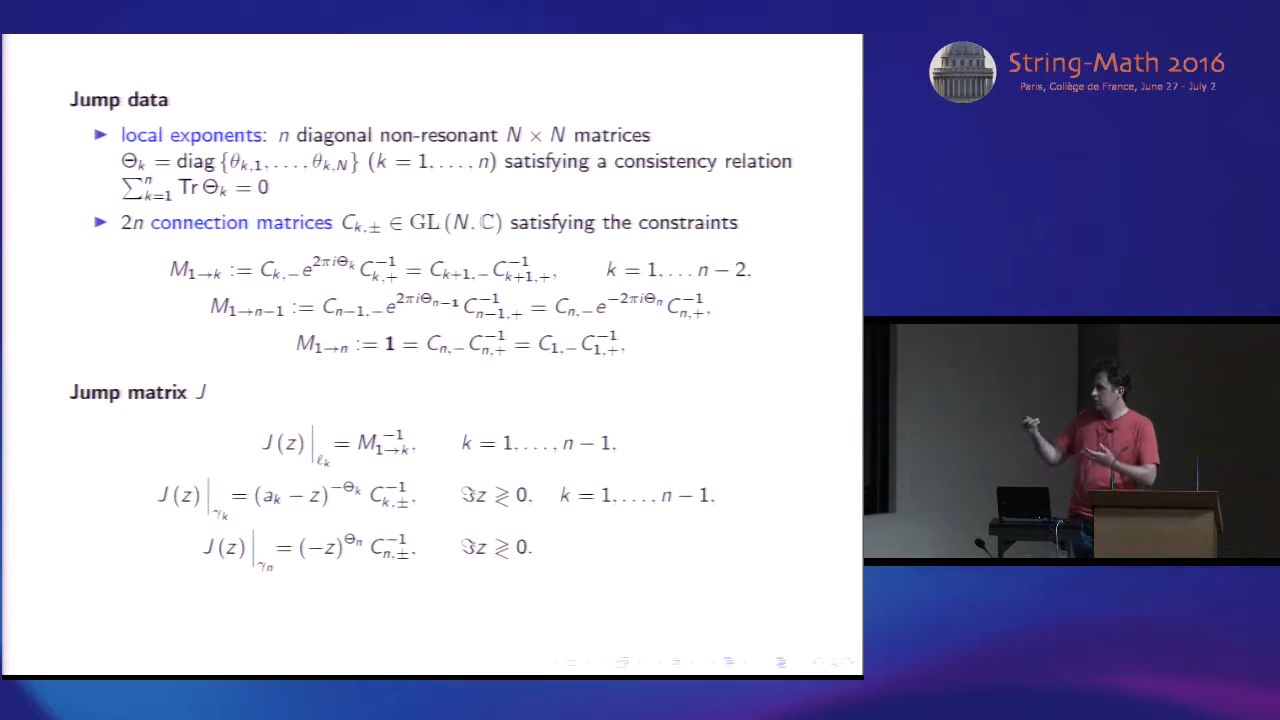 Jump data
▶ local exponents: n diagonal non-resonant N × N matrices
Θ_k = diag {θ_{k,1}, . . . , θ_{k,N}} (k = 1, . . . , n) satisfying a consistency relation
∑_{k=1}^{n} Tr Θ_k = 0
▶ 2n connection matrices C_{k,±} ∈ GL (N, ℂ) satisfying the constraints
M_{1→k} := C_{k,−} e^{2πiΘ_k} C_{k,+}^{−1} = C_{k+1,−} C_{k+1,+}^{−1}, k = 1, . . . n − 2,
M_{1→n−1} := C_{n−1,−} e^{2πiΘ_{n−1}} C_{n−1,+}^{−1} = C_{n,−} e^{−2πiΘ_n} C_{n,+}^{−1},
M_{1→n} := 1 = C_{n,−} C_{n,+}^{−1} = C_{1,−} C_{1,+}^{−1},
Jump matrix J
J (z) |_{ℓ_k} = M_{1→k}^{−1}, k = 1, . . . , n − 1,
J (z) |_{γ_k} = (a_k − z)^{−Θ_k} C_{k,±}^{−1}, ℑz ≷ 0, k = 1, . . . , n − 1,
J (z) |_{γ_n} = (−z)^{Θ_n} C_{n,±}^{−1}, ℑz ≷ 0.
String-Math 2016
Paris, Collège de France, June 27 - July 2